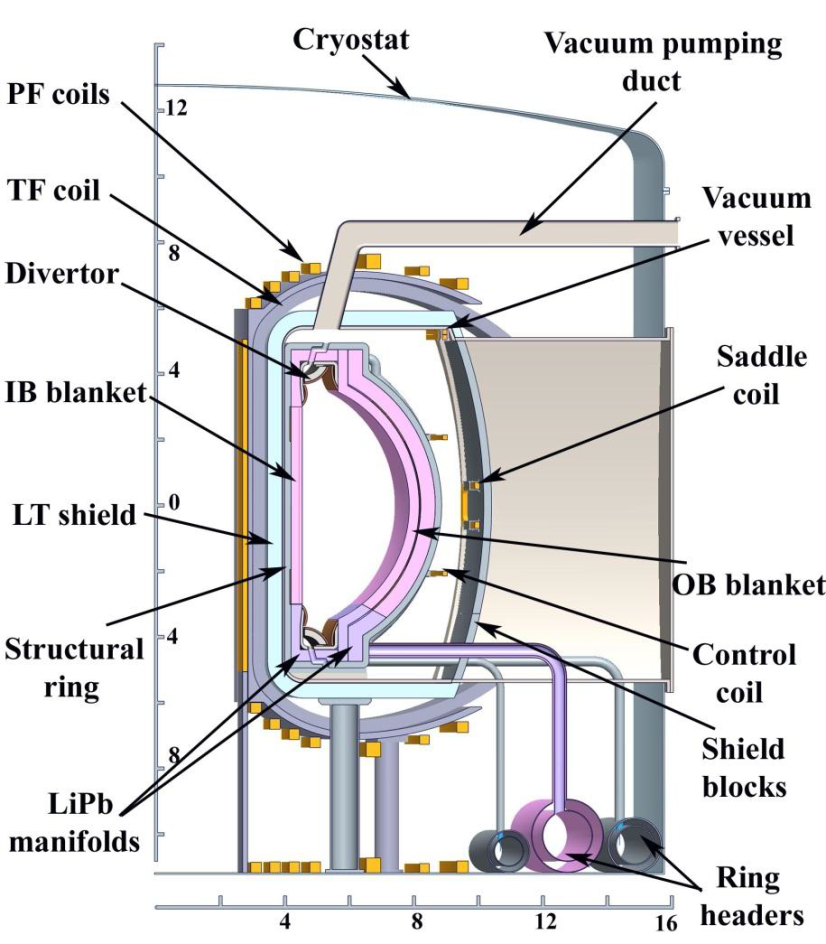 Cryostat
Vacuum pumping
duct
PF coils
12
TF coil
Vacuum
vessel
8
Divertor
4
Saddle
coil
IB blanket
0
LT shield
OB blanket
4
Structural
ring
Control
coil
8
Shield
blocks
LiPb
manifolds
Ring
headers
4
8
12
16